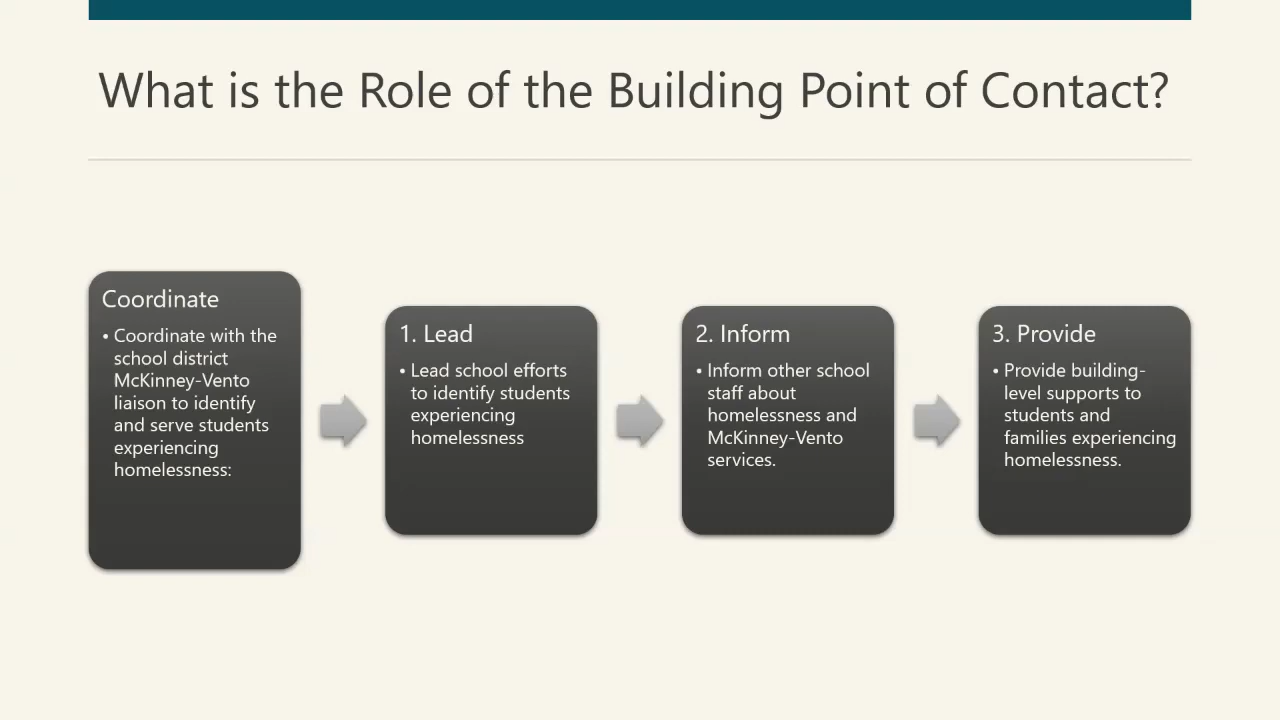 What is the Role of the Building Point of Contact?
Coordinate
• Coordinate with the
school district
McKinney-Vento
liaison to identify
and serve students
experiencing
homelessness:
1. Lead
• Lead school efforts
to identify students
experiencing
homelessness
2. Inform
• Inform other school
staff about
homelessness and
McKinney-Vento
services.
3. Provide
• Provide building-
level supports to
students and
families experiencing
homelessness.